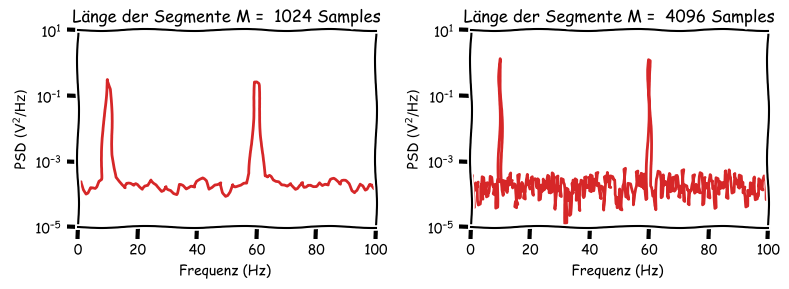 Länge der Segmente M =  1024 Samples
10¹
10⁻¹
10⁻³
10⁻⁵
PSD (V²/Hz)
0 20 40 60 80 100
Frequenz (Hz)
Länge der Segmente M =  4096 Samples
10¹
10⁻¹
10⁻³
10⁻⁵
PSD (V²/Hz)
0 20 40 60 80 100
Frequenz (Hz)